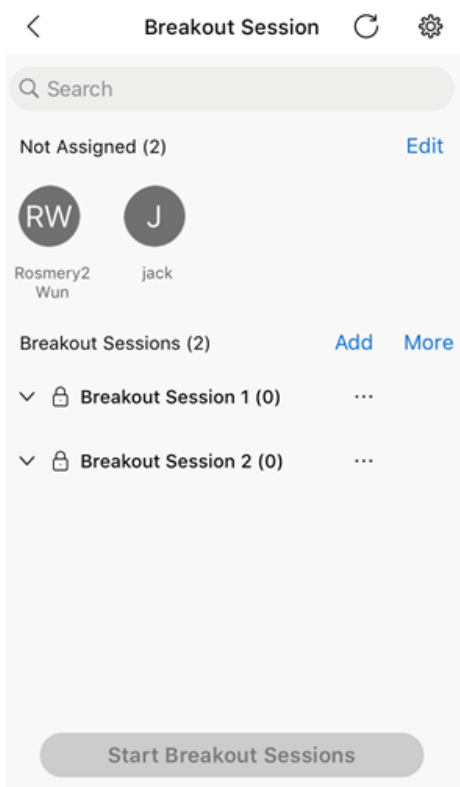 Breakout Session
Search
Not Assigned (2)
Edit
RW
J
Rosmery2
Wun
jack
Breakout Sessions (2)
Add
More
Breakout Session 1 (0)
...
Breakout Session 2 (0)
...
Start Breakout Sessions